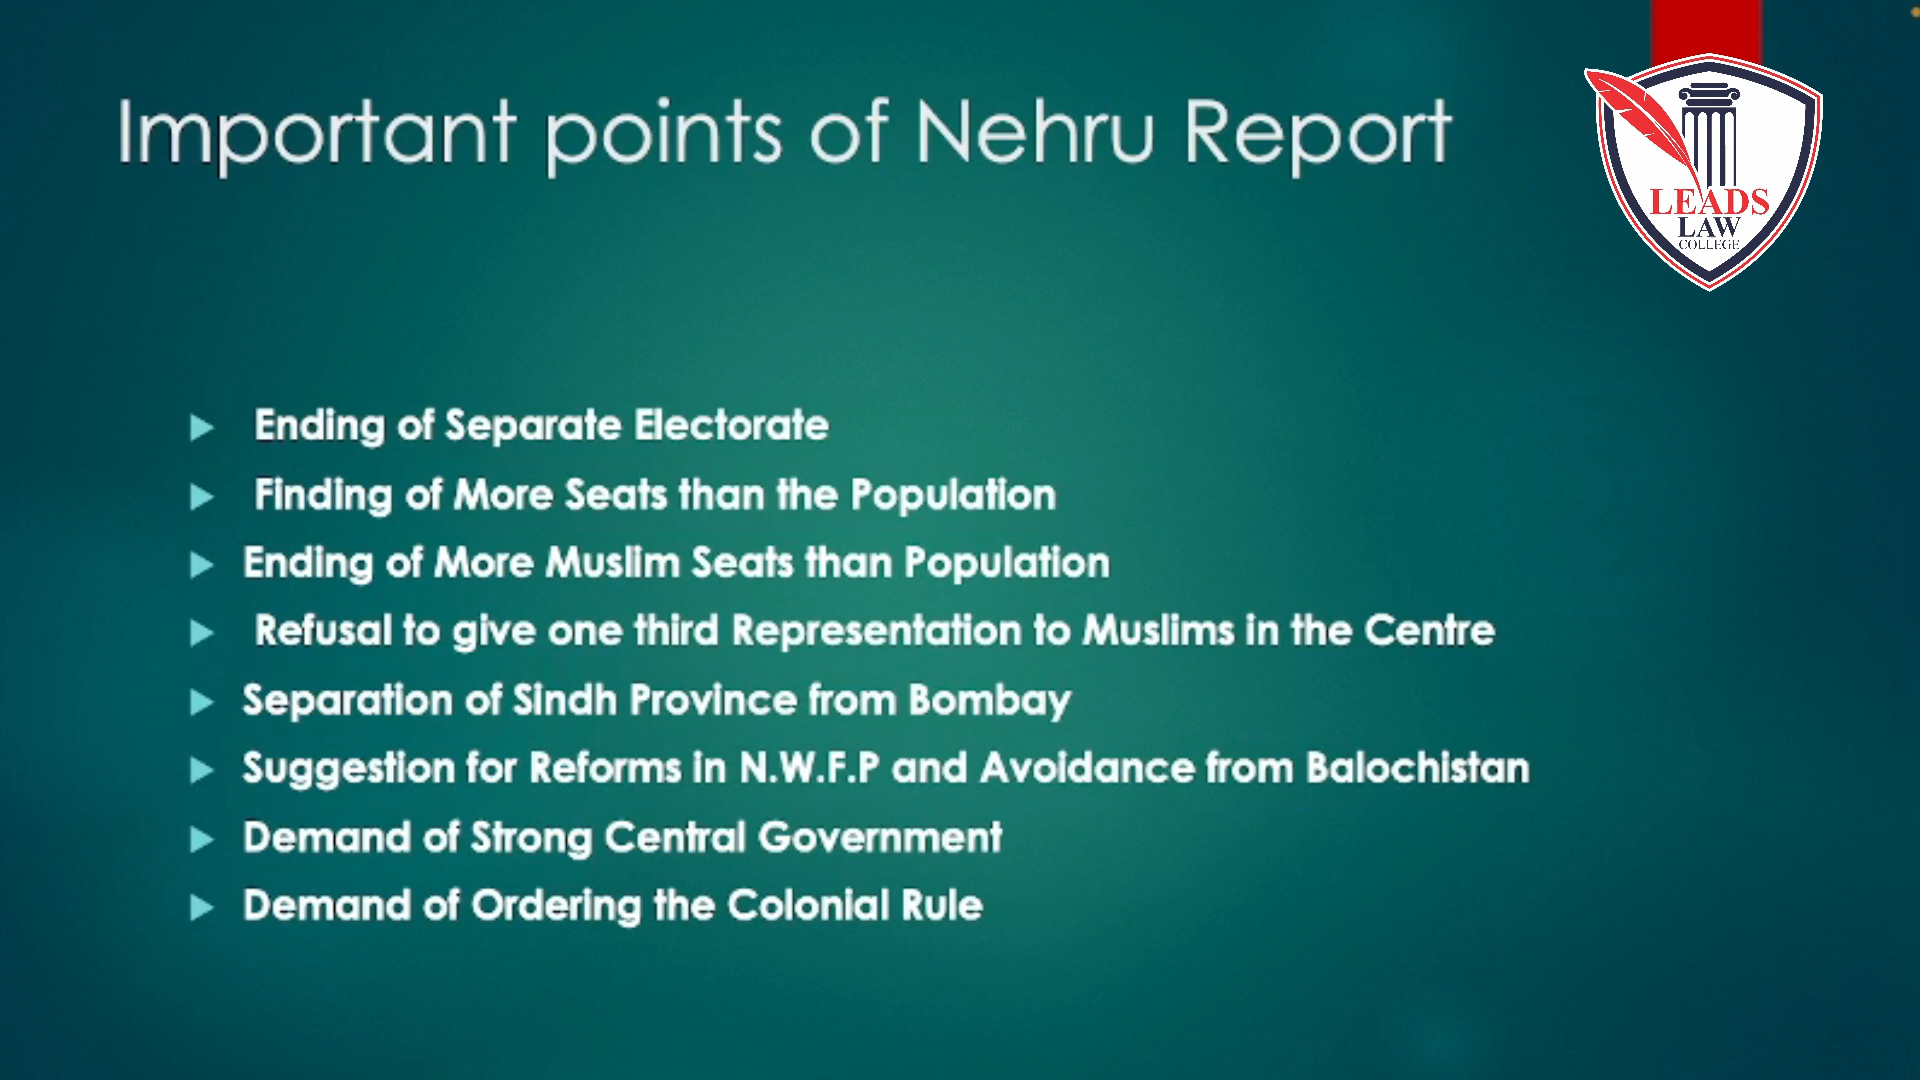 Important points of Nehru Report
LEADS
LAW
COLLEGE
Ending of Separate Electorate
Finding of More Seats than the Population
Ending of More Muslim Seats than Population
Refusal to give one third Representation to Muslims in the Centre
Separation of Sindh Province from Bombay
Suggestion for Reforms in N.W.F.P and Avoidance from Balochistan
Demand of Strong Central Government
Demand of Ordering the Colonial Rule